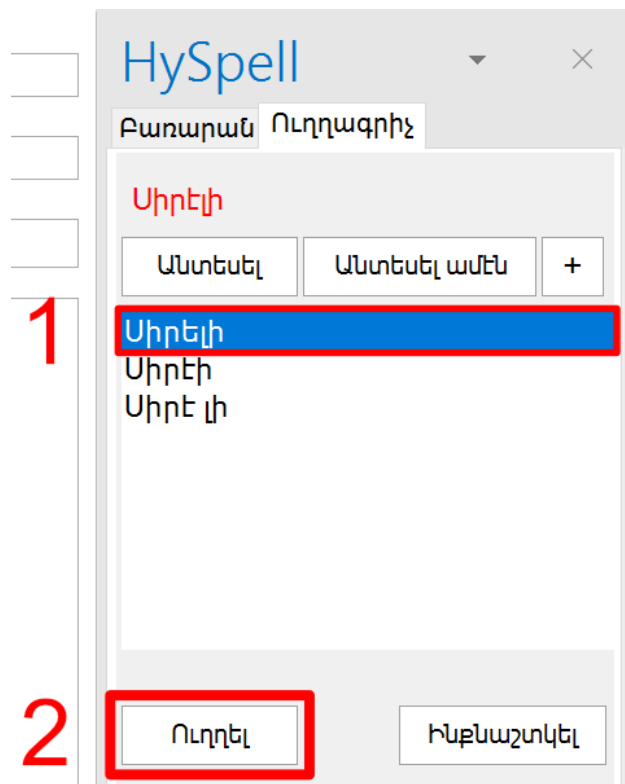 HySpell
Բառարան Ուղղագրիչ
Սիրէլի
Անտեսել Անտեսել ամէն +
1
Սիրելի
Սիրէի
Սիրէ լի
2
Ուղղել Ինքնաշտկել